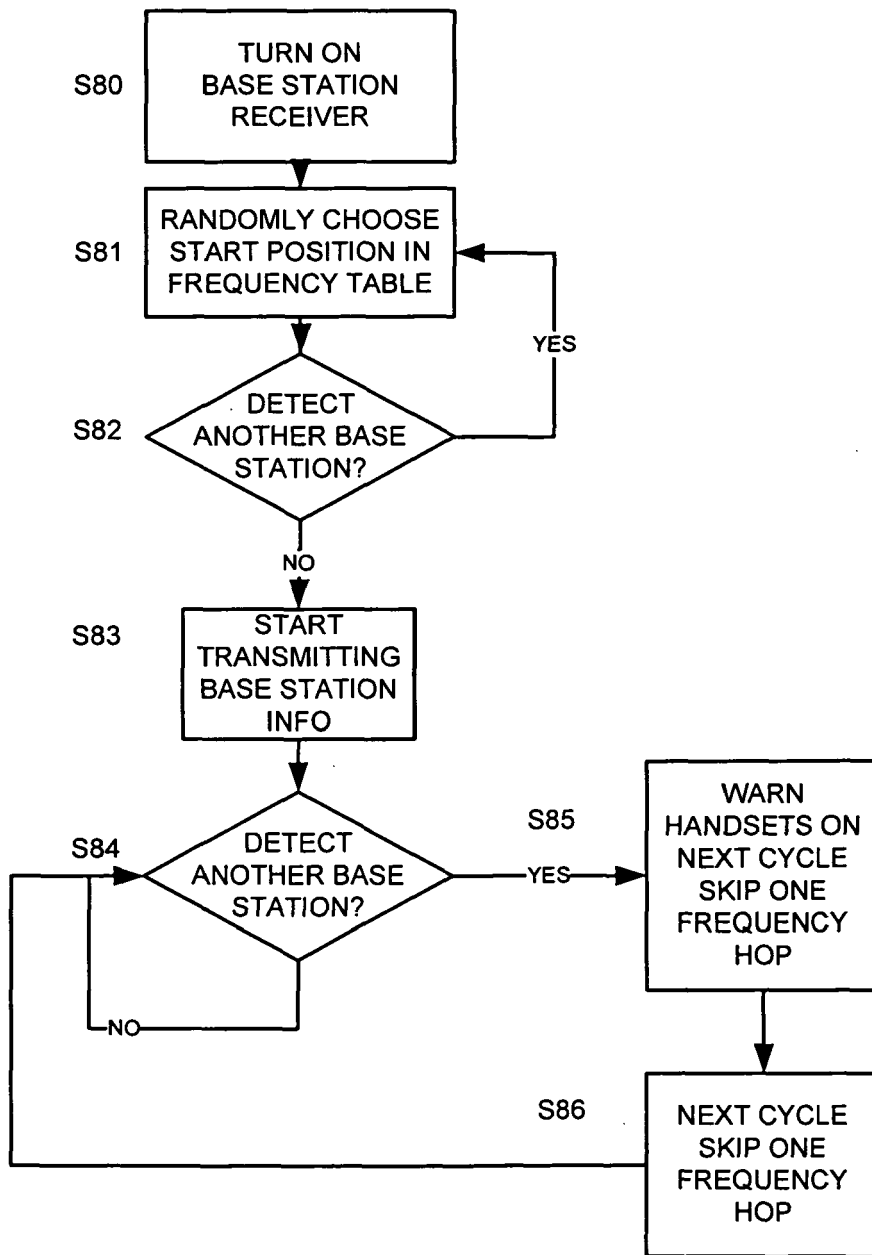 S80
TURN ON
BASE STATION
RECEIVER
S81
RANDOMLY CHOOSE
START POSITION IN
FREQUENCY TABLE
YES
S82
DETECT
ANOTHER BASE
STATION?
NO
S83
START
TRANSMITTING
BASE STATION
INFO
S84
DETECT
ANOTHER BASE
STATION?
NO
YES
S85
WARN
HANDSETS ON
NEXT CYCLE
SKIP ONE
FREQUENCY
HOP
S86
NEXT CYCLE
SKIP ONE
FREQUENCY
HOP